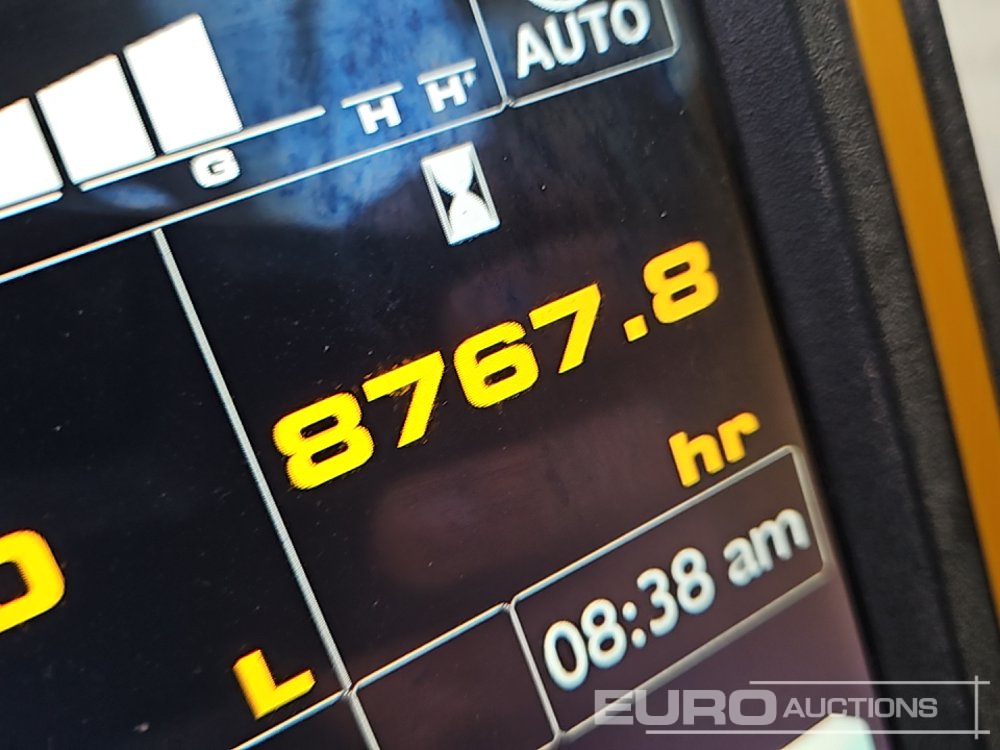 AUTO
G H H'
8767.8
hr
08:38 am
L
EURO AUCTIONS